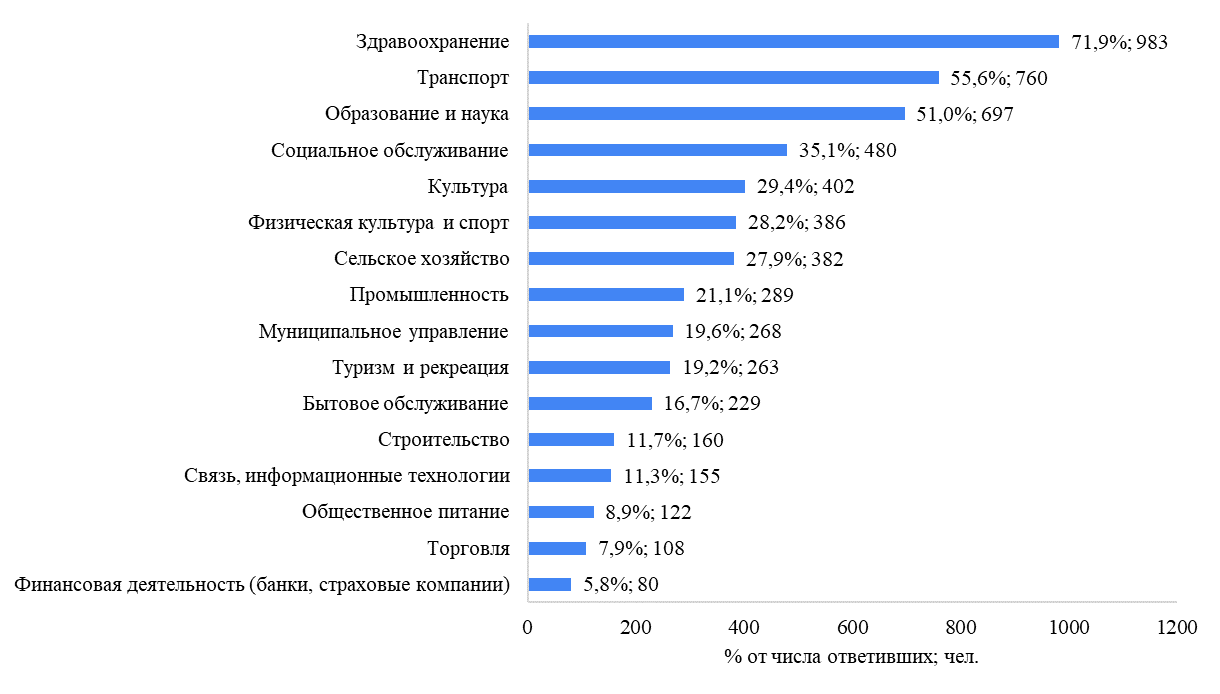 Здравоохранение 71,9%; 983
Транспорт 55,6%; 760
Образование и наука 51,0%; 697
Социальное обслуживание 35,1%; 480
Культура 29,4%; 402
Физическая культура и спорт 28,2%; 386
Сельское хозяйство 27,9%; 382
Промышленность 21,1%; 289
Муниципальное управление 19,6%; 268
Туризм и рекреация 19,2%; 263
Бытовое обслуживание 16,7%; 229
Строительство 11,7%; 160
Связь, информационные технологии 11,3%; 155
Общественное питание 8,9%; 122
Торговля 7,9%; 108
Финансовая деятельность (банки, страховые компании) 5,8%; 80
0 200 400 600 800 1000 1200
% от числа ответивших; чел.